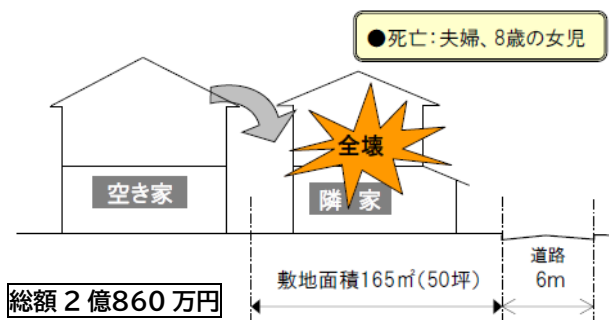 ●死亡：夫婦、8歳の女児
全壊
空き家
隣　家
道路
6m
敷地面積165㎡(50坪)
総額 2 億860 万円